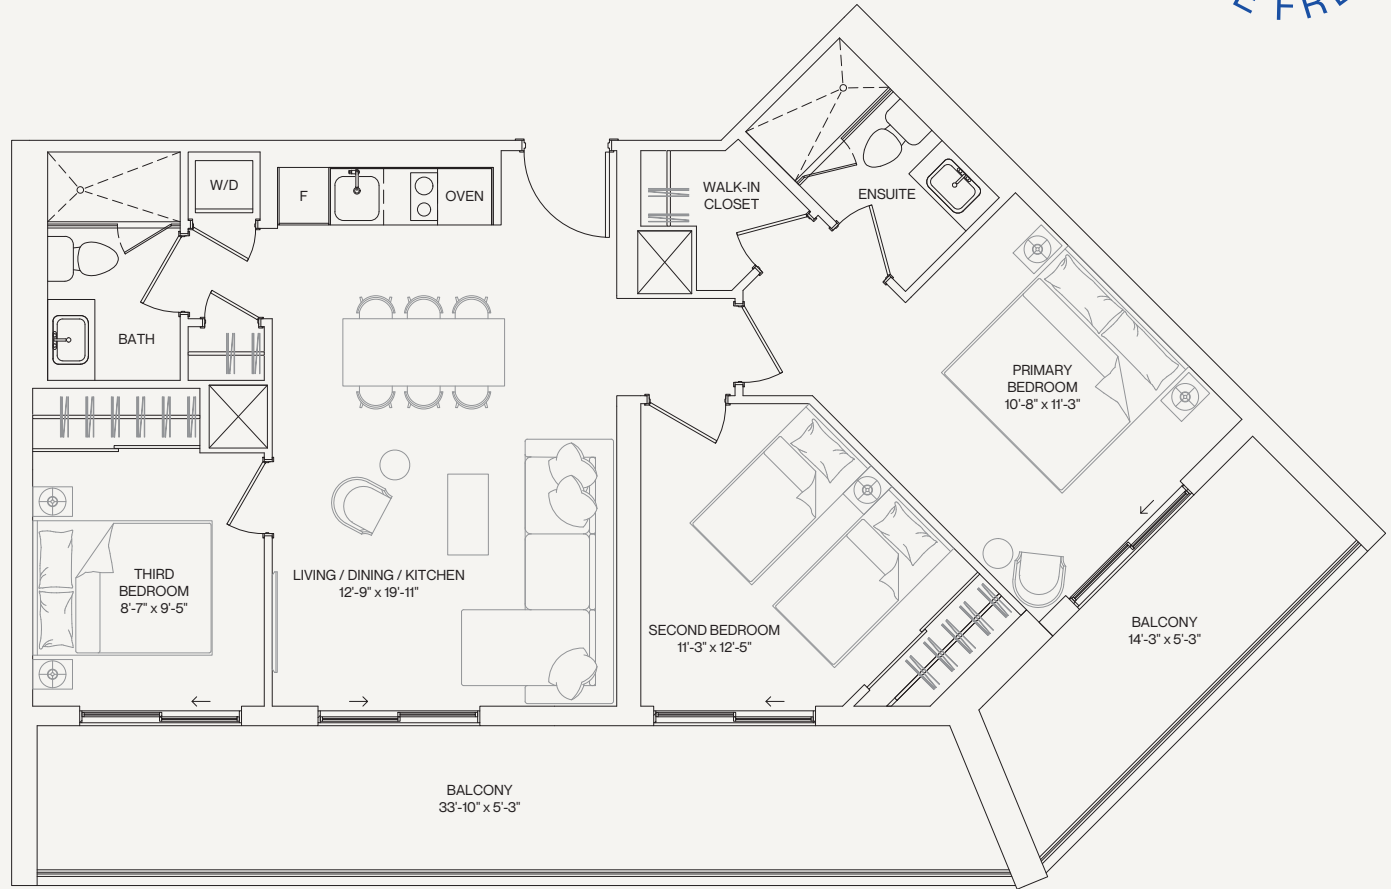 FRE
W/D
F
OVEN
WALK-IN
CLOSET
ENSUITE
BATH
PRIMARY
BEDROOM
10'-8" x 11'-3"
THIRD
BEDROOM
8'-7" x 9'-5"
LIVING / DINING / KITCHEN
12'-9" x 19'-11"
SECOND BEDROOM
11'-3" x 12'-5"
BALCONY
14'-3" x 5'-3"
BALCONY
33'-10" x 5'-3"